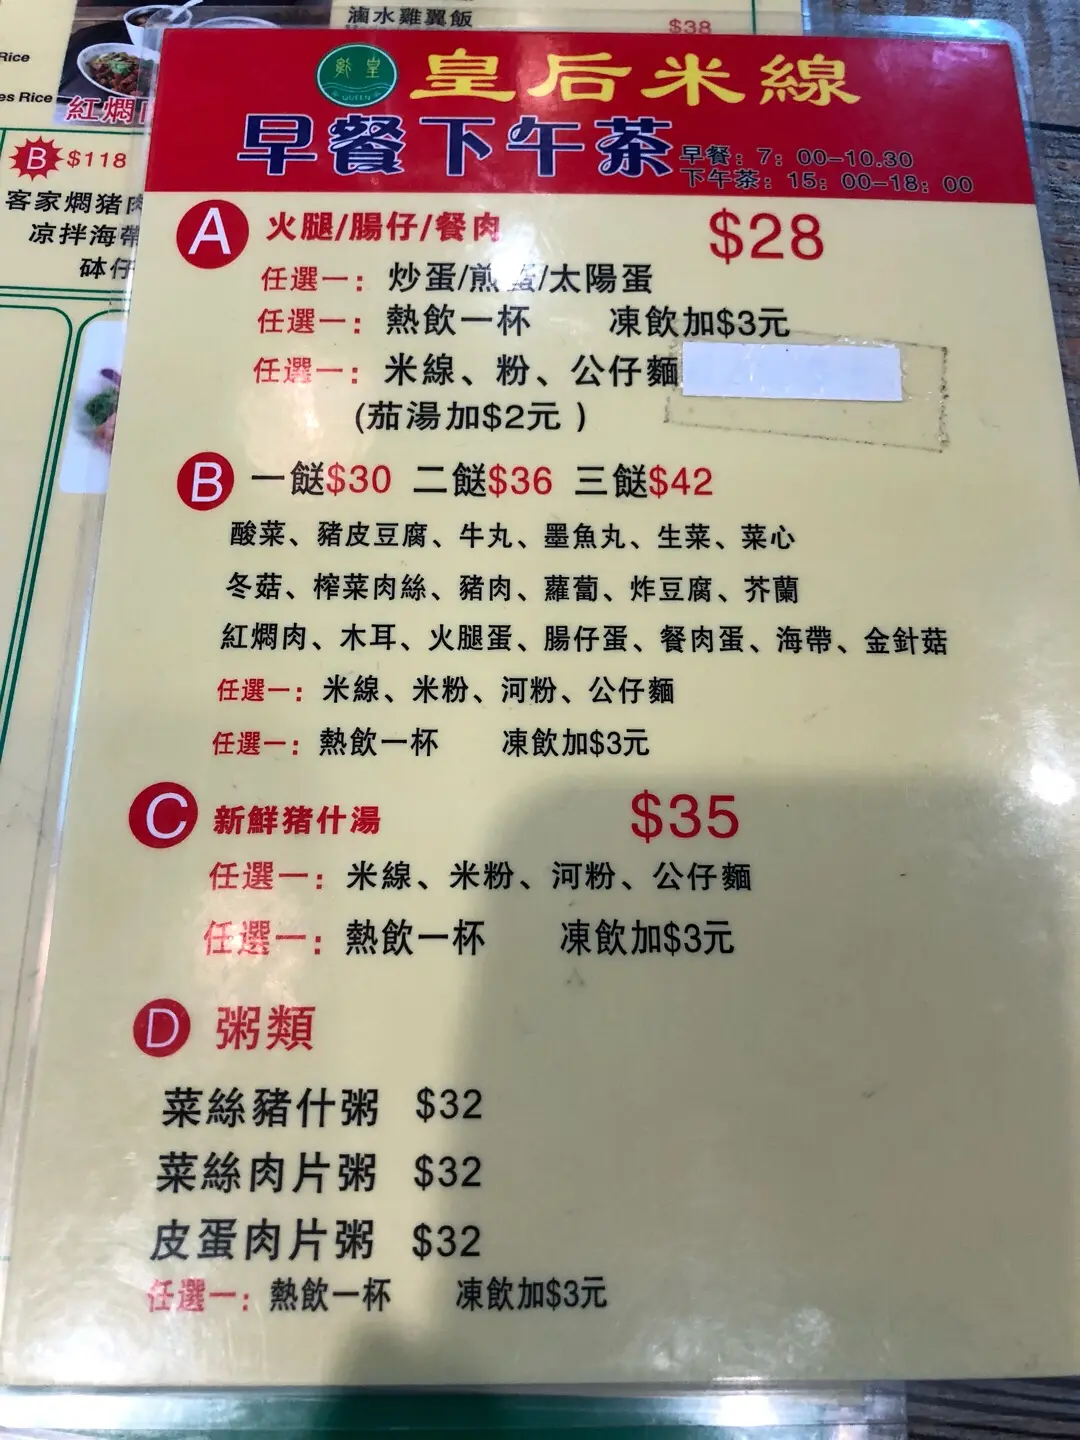 滷水雞翼飯
$38
Rice
es Rice
紅燜
B $118
客家燜豬肉
凉拌海帶
砵仔
新皇
QUEEN
皇后米線
早餐下午茶
早餐：7：00-10.30
下午茶：15：00-18：00
A 火腿/腸仔/餐肉 $28
任選一：炒蛋/煎蛋/太陽蛋
任選一：熱飲一杯 凍飲加$3元
任選一：米線、粉、公仔麵
(茄湯加$2元 )
B 一餸$30 二餸$36 三餸$42
酸菜、豬皮豆腐、牛丸、墨魚丸、生菜、菜心
冬菇、榨菜肉絲、豬肉、蘿蔔、炸豆腐、芥蘭
紅燜肉、木耳、火腿蛋、腸仔蛋、餐肉蛋、海帶、金針菇
任選一：米線、米粉、河粉、公仔麵
任選一：熱飲一杯 凍飲加$3元
C 新鮮猪什湯 $35
任選一：米線、米粉、河粉、公仔麵
任選一：熱飲一杯 凍飲加$3元
D 粥類
菜絲豬什粥 $32
菜絲肉片粥 $32
皮蛋肉片粥 $32
任選一：熱飲一杯 凍飲加$3元